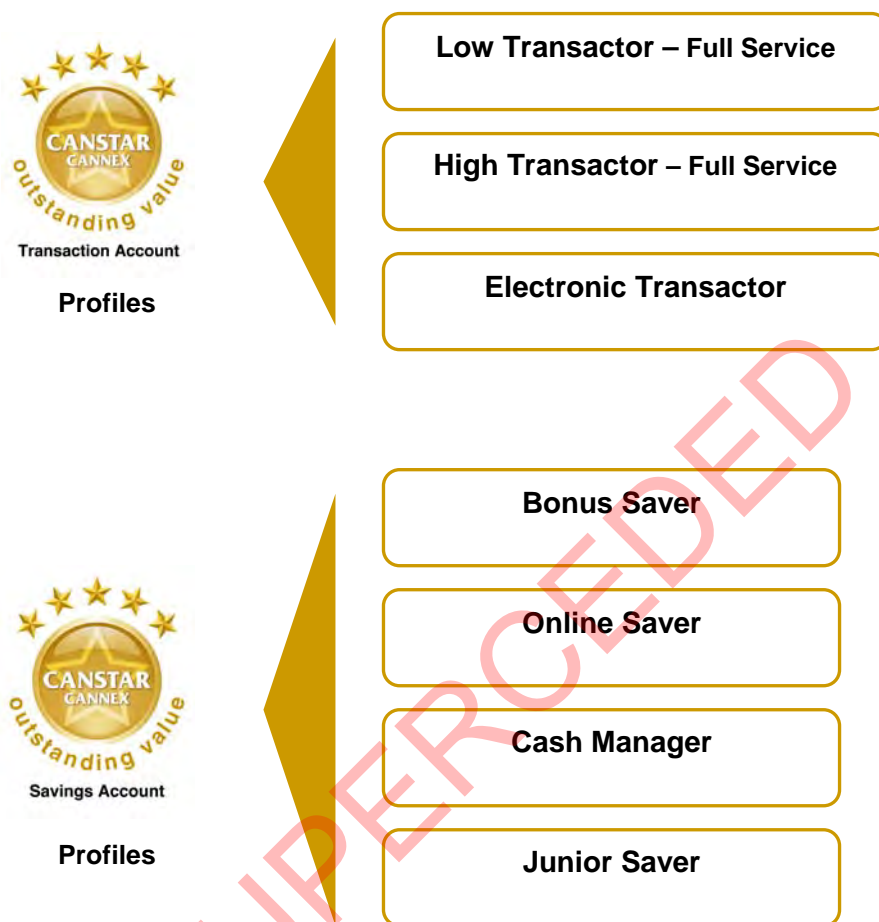 Low Transactor – Full Service
CANSTAR
CANNEX
outstanding value
High Transactor – Full Service
Transaction Account
Profiles
Electronic Transactor
Bonus Saver
Online Saver
CANSTAR
CANNEX
outstanding value
Cash Manager
Savings Account
Profiles
Junior Saver
IPERCEDED